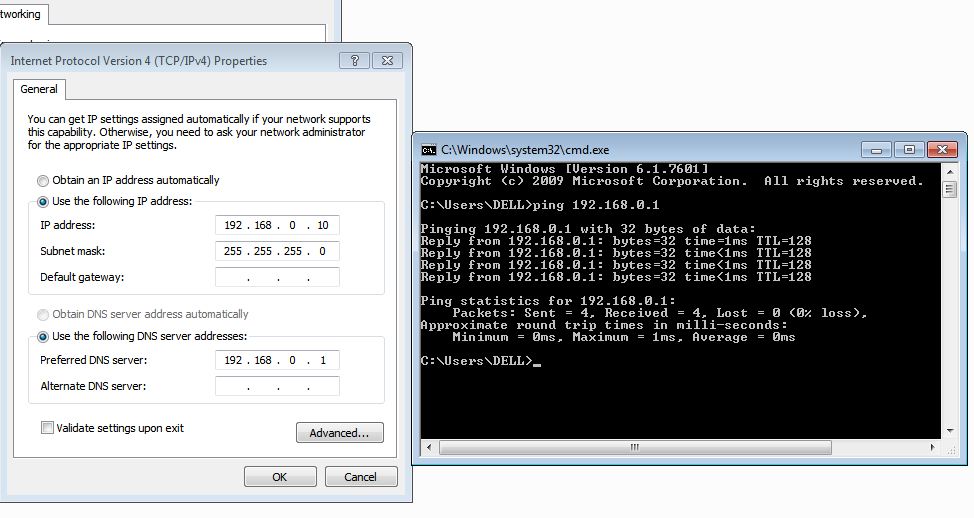 tworking
Internet Protocol Version 4 (TCP/IPv4) Properties
General
You can get IP settings assigned automatically if your network supports
this capability. Otherwise, you need to ask your network administrator
for the appropriate IP settings.
Obtain an IP address automatically
Use the following IP address:
IP address: 192 . 168 . 0 . 10
Subnet mask: 255 . 255 . 255 . 0
Default gateway: . . .
Obtain DNS server address automatically
Use the following DNS server addresses:
Preferred DNS server: 192 . 168 . 0 . 1
Alternate DNS server: . . .
Validate settings upon exit
Advanced...
OK Cancel
C:\Windows\system32\cmd.exe
Microsoft Windows [Version 6.1.7601]
Copyright (c) 2009 Microsoft Corporation.  All rights reserved.
C:\Users\DELL>ping 192.168.0.1
Pinging 192.168.0.1 with 32 bytes of data:
Reply from 192.168.0.1: bytes=32 time=1ms TTL=128
Reply from 192.168.0.1: bytes=32 time<1ms TTL=128
Reply from 192.168.0.1: bytes=32 time<1ms TTL=128
Reply from 192.168.0.1: bytes=32 time<1ms TTL=128
Ping statistics for 192.168.0.1:
Packets: Sent = 4, Received = 4, Lost = 0 (0% loss),
Approximate round trip times in milli-seconds:
Minimum = 0ms, Maximum = 1ms, Average = 0ms
C:\Users\DELL>_